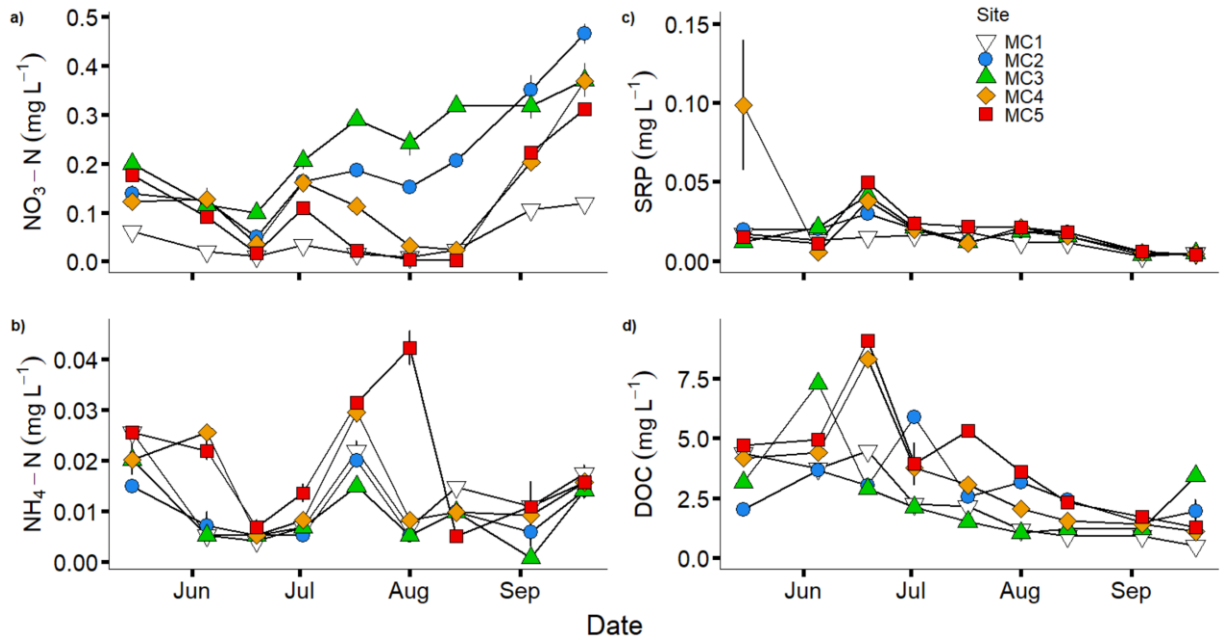 a)
NO₃ − N (mg L⁻¹)
0.5
0.4
0.3
0.2
0.1
0.0
c)
SRP (mg L⁻¹)
0.15
0.10
0.05
0.00
Site
MC1
MC2
MC3
MC4
MC5
b)
NH₄ − N (mg L⁻¹)
0.04
0.03
0.02
0.01
0.00
Jun Jul Aug Sep
d)
DOC (mg L⁻¹)
7.5
5.0
2.5
0.0
Jun Jul Aug Sep
Date